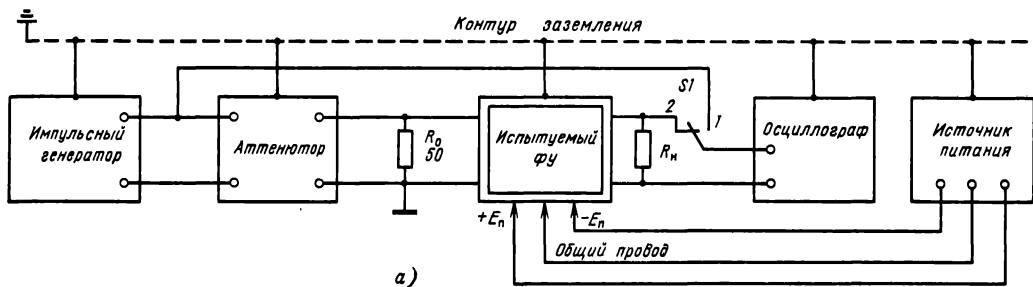 Контур заземления
Импульсный
генератор
Аттенютор
R₀
50
Испытуемый
ФУ
Rн
S1
2
1
Осциллограф
Источник
питания
+Eп
−Eп
Общий провод
а)